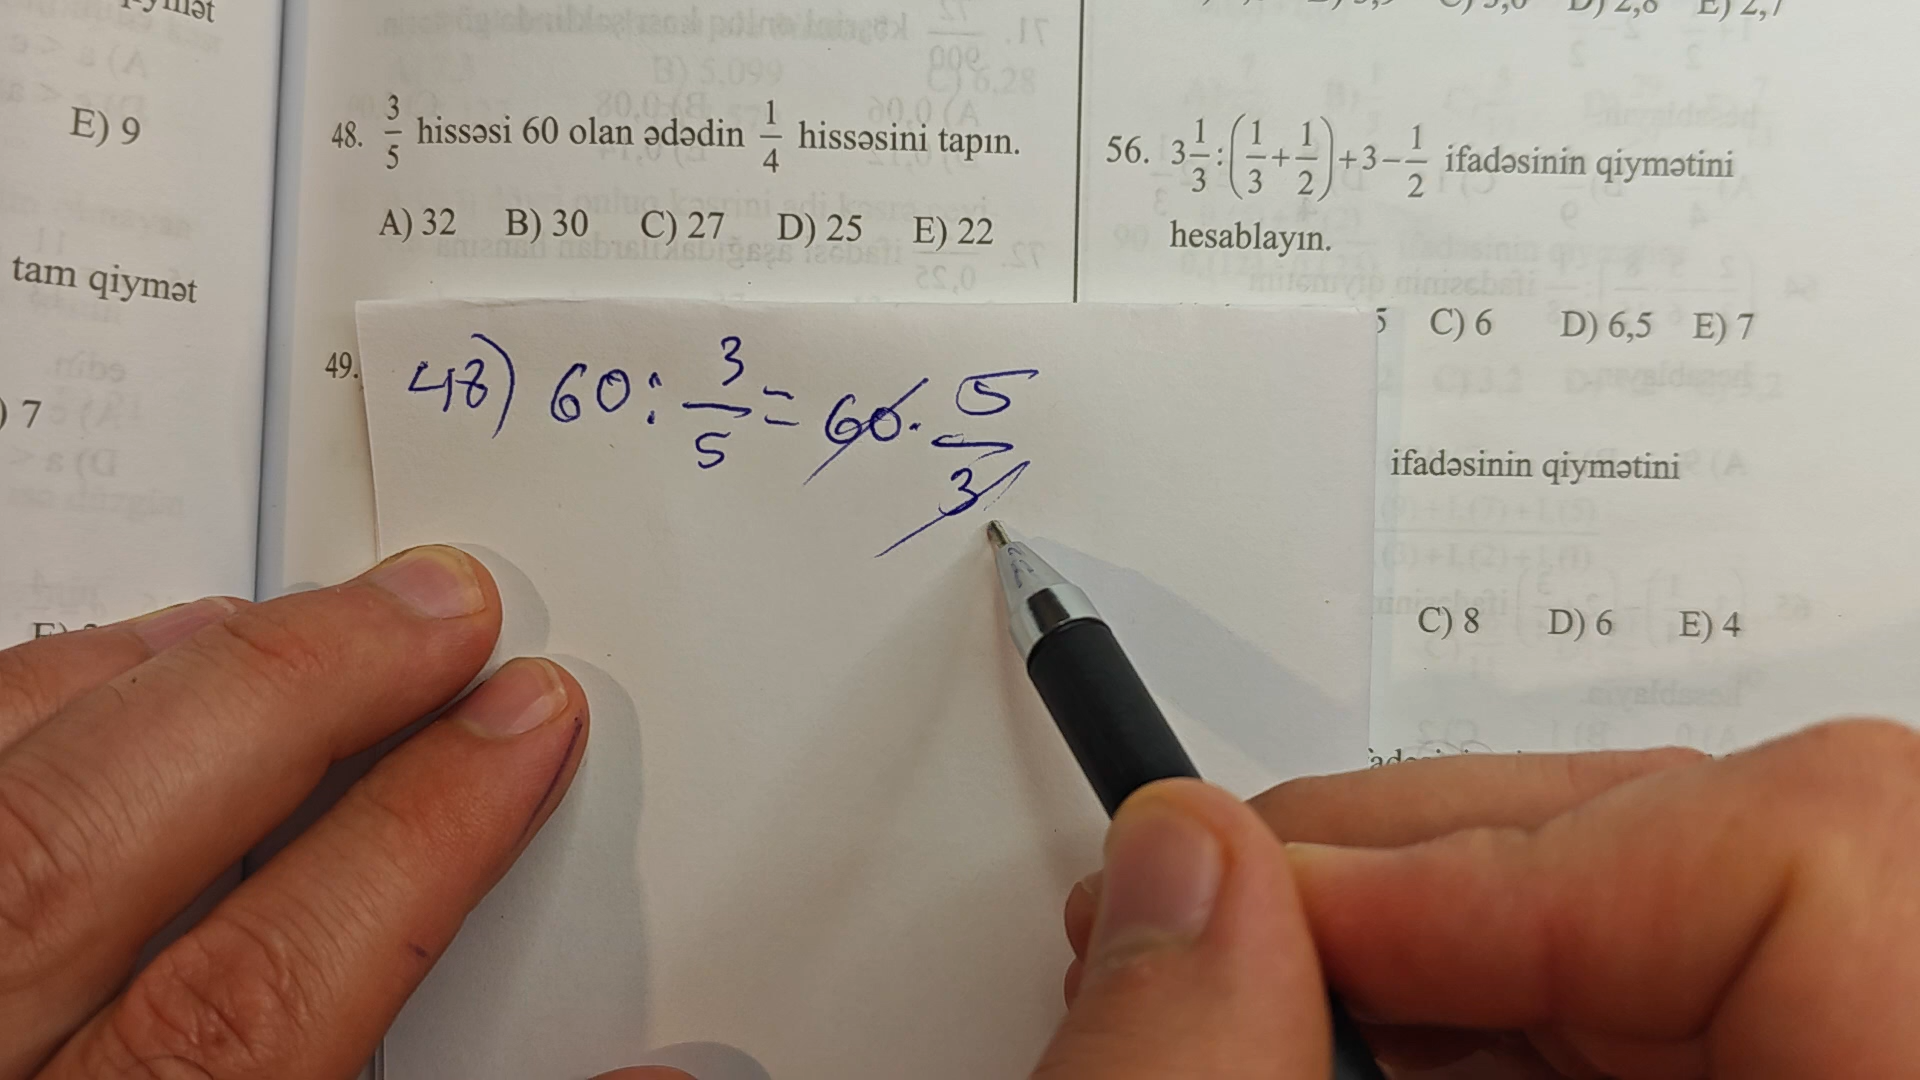 E) 9
tam qiymət
) 7
48. 3/5 hissəsi 60 olan ədədin 1/4 hissəsini tapın.
A) 32 B) 30 C) 27 D) 25 E) 22
49.
48) 60 : 3/5 = 60 · 5/3
56. 3 1/3 : (1/3 + 1/2) + 3 − 1/2 ifadəsinin qiymətini
hesablayın.
5 C) 6 D) 6,5 E) 7
ifadəsinin qiymətini
C) 8 D) 6 E) 4